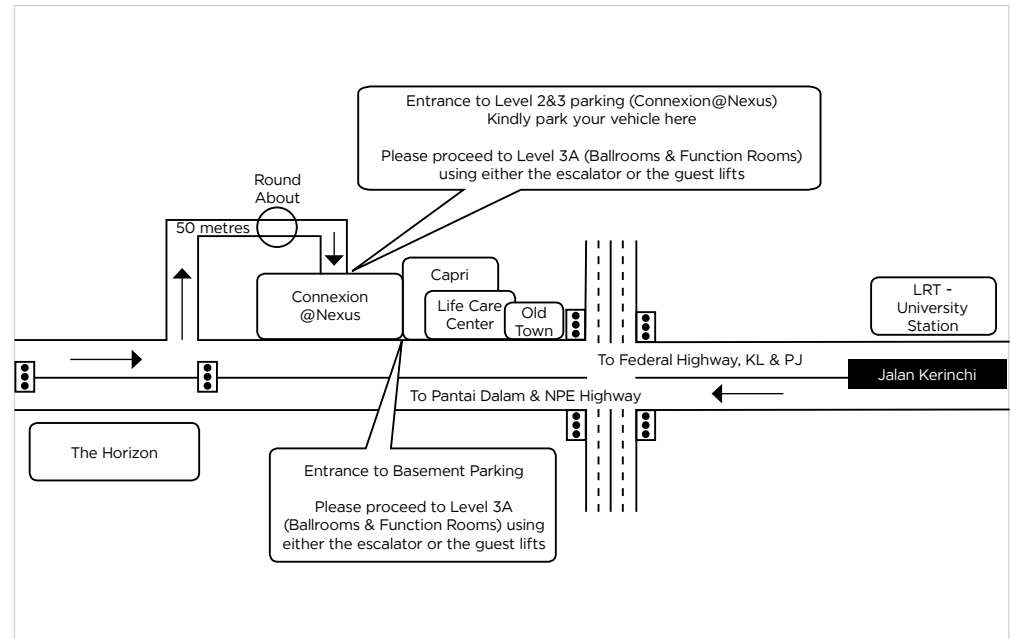 Entrance to Level 2&3 parking (Connexion@Nexus)
Kindly park your vehicle here
Please proceed to Level 3A (Ballrooms & Function Rooms)
using either the escalator or the guest lifts
Round
About
50 metres
Connexion
@Nexus
Capri
Life Care
Center
Old
Town
LRT -
University
Station
To Federal Highway, KL & PJ
Jalan Kerinchi
To Pantai Dalam & NPE Highway
The Horizon
Entrance to Basement Parking
Please proceed to Level 3A
(Ballrooms & Function Rooms) using
either the escalator or the guest lifts